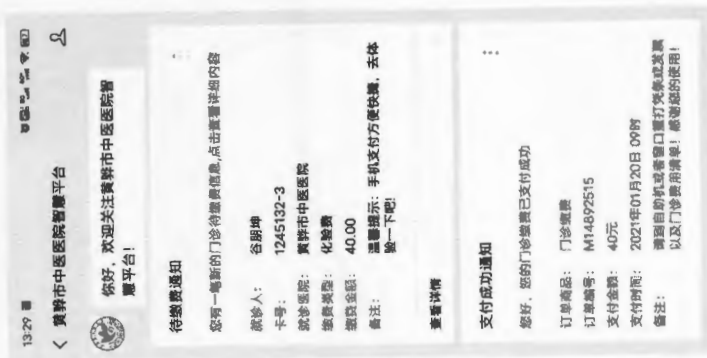 13:29
黄骅市中医医院智慧平台
你好，欢迎关注黄骅市中医医院智
慧平台！
待缴费通知
您有一笔新的门诊待缴费信息,点击查看详细内容
就诊人： 谷朋坤
卡号： 1245132-3
就诊医院： 黄骅市中医医院
缴费类型： 化验费
缴费金额： 40.00
备注： 温馨提示：手机支付方便快捷，去体
验一下吧!
查看详情
支付成功通知
您好，您的门诊缴费已支付成功
订单商品： 门诊缴费
订单编号： M14892515
支付金额： 40元
支付时间： 2021年01月20日 09时
备注： 请到自助机或者窗口重打凭条或发票
以及门诊费用清单！感谢您的使用！